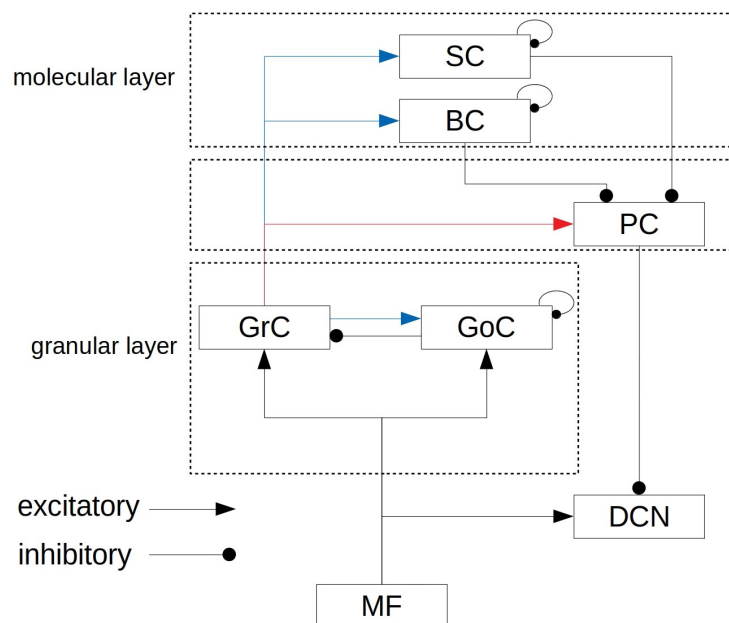 SC
molecular layer
BC
PC
GrC
GoC
granular layer
excitatory
DCN
inhibitory
MF